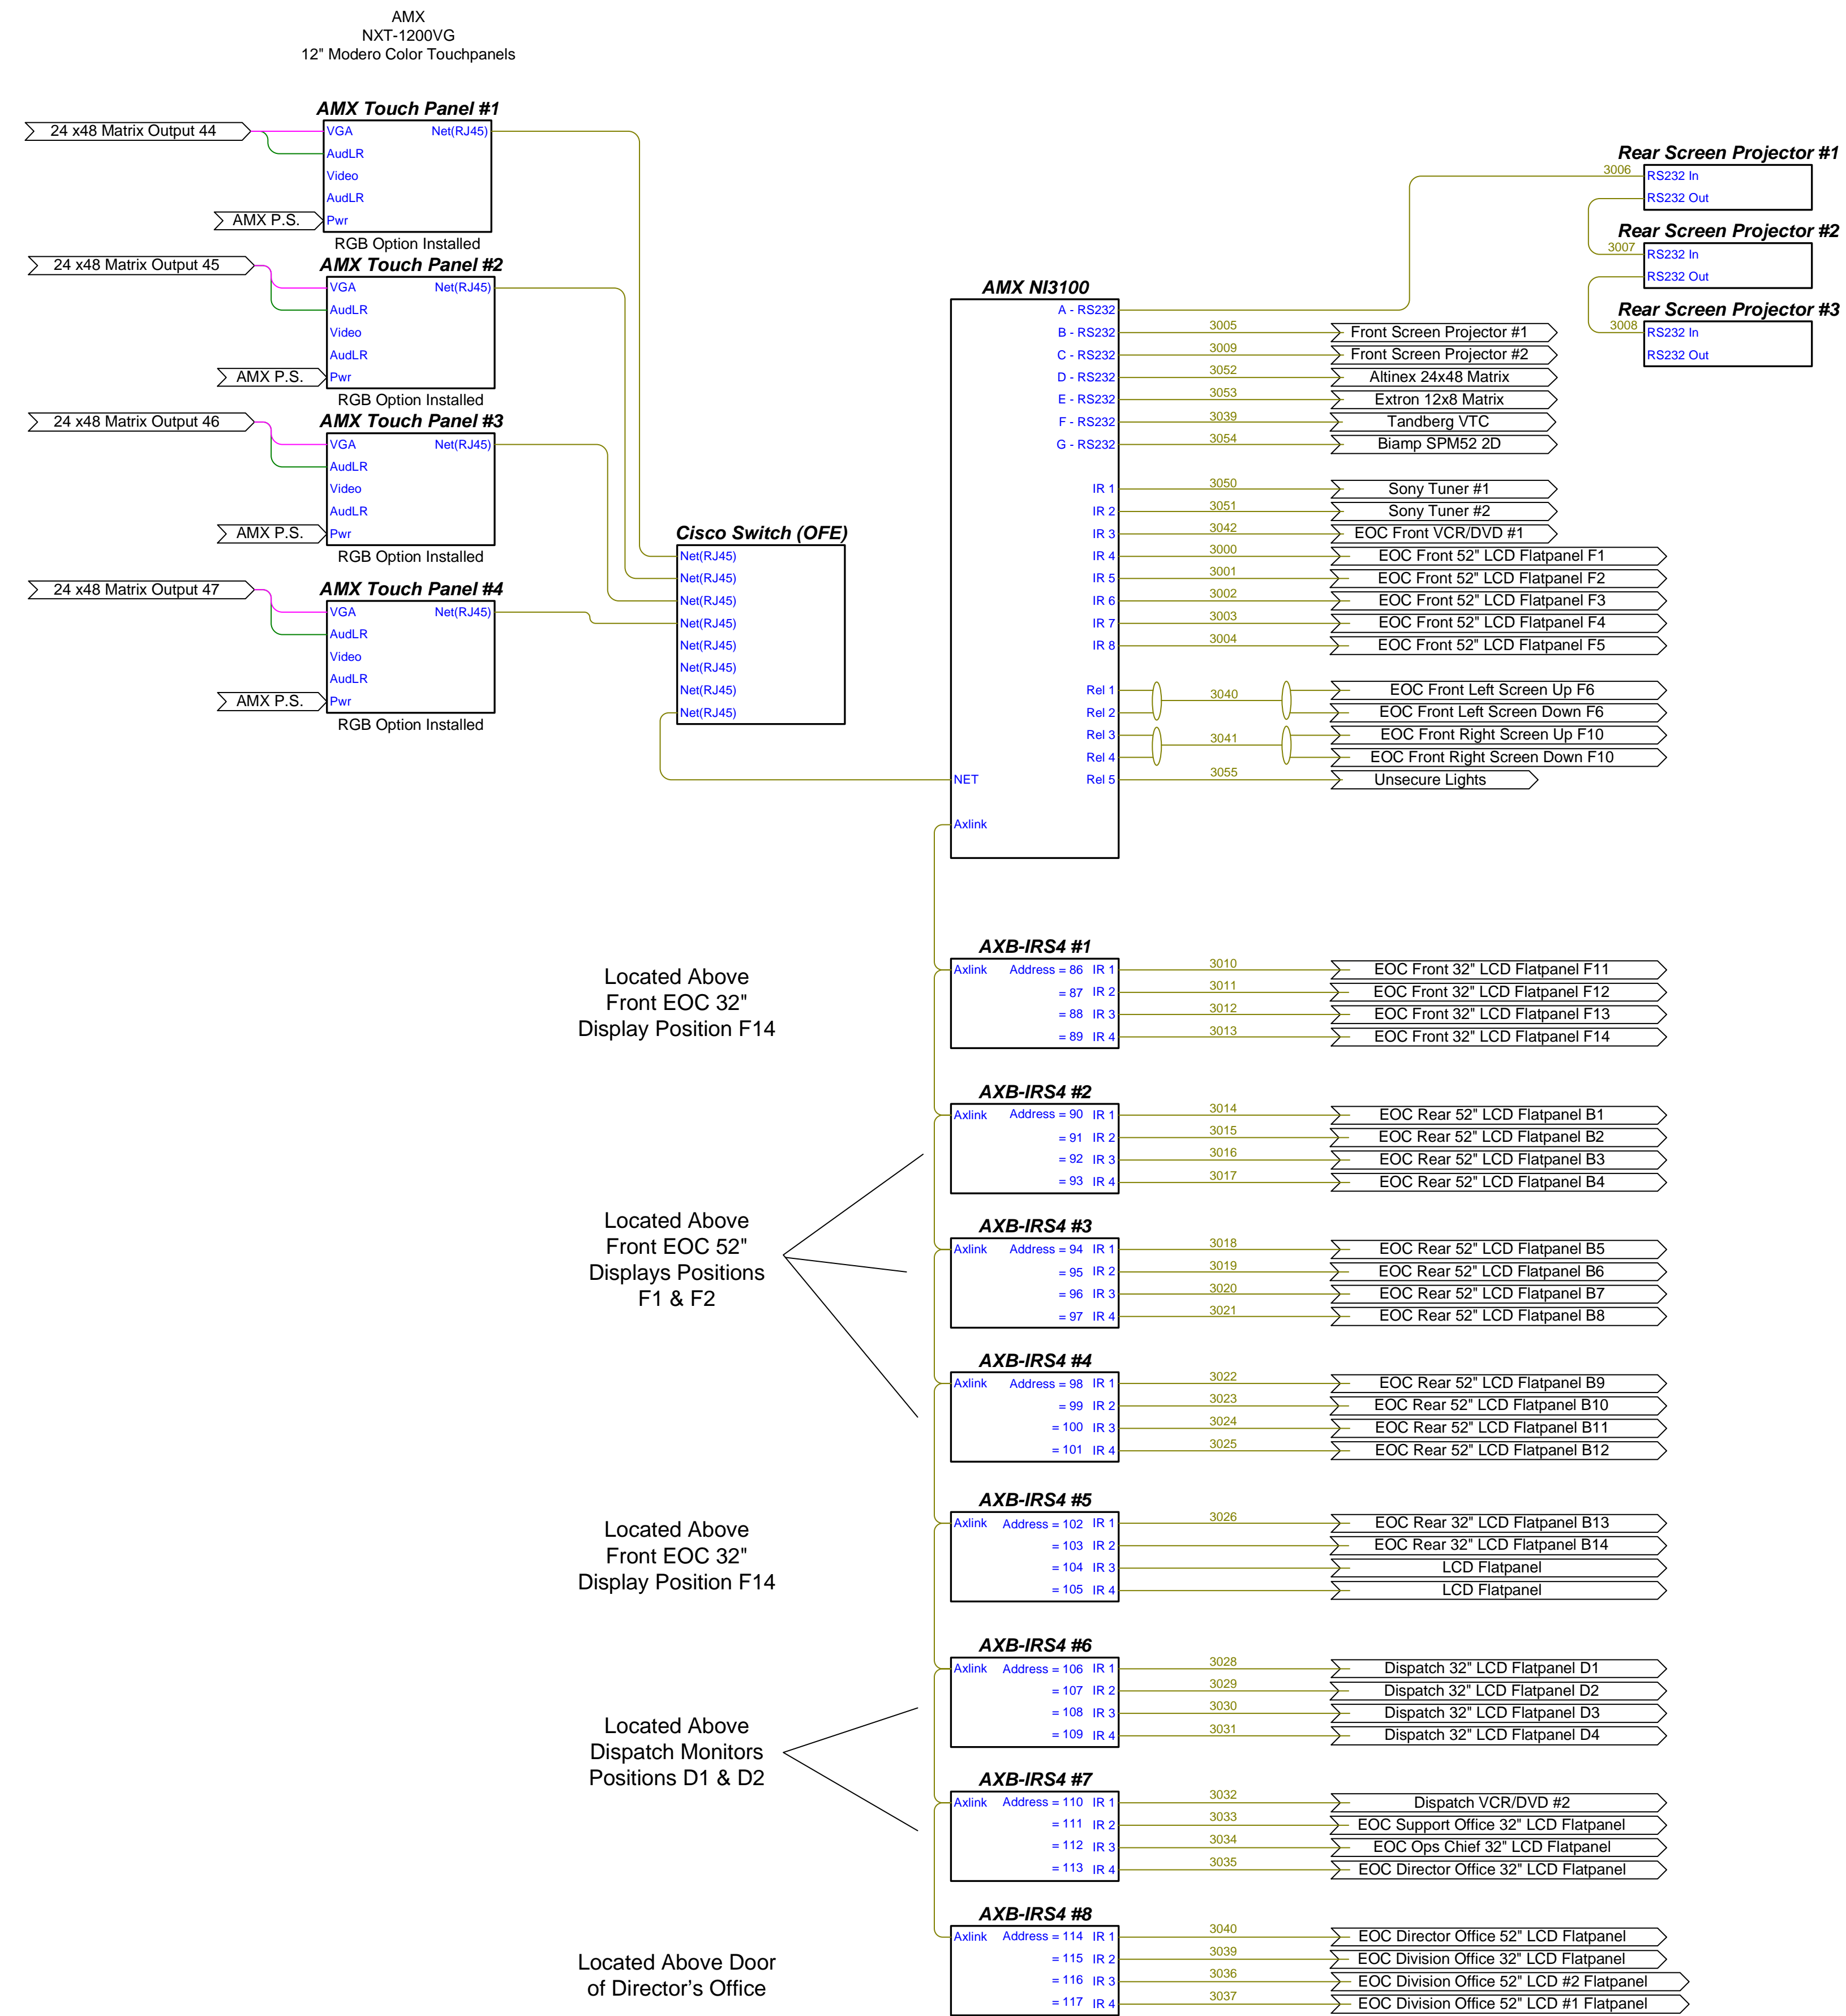 AMX
NXT-1200VG
12" Modero Color Touchpanels
AMX Touch Panel #1
24 x48 Matrix Output 44
VGA Net(RJ45)
AudLR
Video
AudLR
AMX P.S. Pwr
RGB Option Installed
AMX Touch Panel #2
24 x48 Matrix Output 45
VGA Net(RJ45)
AudLR
Video
AudLR
AMX P.S. Pwr
RGB Option Installed
AMX Touch Panel #3
24 x48 Matrix Output 46
VGA Net(RJ45)
AudLR
Video
AudLR
AMX P.S. Pwr
RGB Option Installed
AMX Touch Panel #4
24 x48 Matrix Output 47
VGA Net(RJ45)
AudLR
Video
AudLR
AMX P.S. Pwr
RGB Option Installed
Cisco Switch (OFE)
Net(RJ45)
Net(RJ45)
Net(RJ45)
Net(RJ45)
Net(RJ45)
Net(RJ45)
Net(RJ45)
Net(RJ45)
Rear Screen Projector #1
3006 RS232 In
RS232 Out
Rear Screen Projector #2
3007 RS232 In
RS232 Out
Rear Screen Projector #3
3008 RS232 In
RS232 Out
AMX NI3100
A - RS232
B - RS232 3005 Front Screen Projector #1
C - RS232 3009 Front Screen Projector #2
D - RS232 3052 Altinex 24x48 Matrix
E - RS232 3053 Extron 12x8 Matrix
F - RS232 3039 Tandberg VTC
G - RS232 3054 Biamp SPM52 2D
IR 1 3050 Sony Tuner #1
IR 2 3051 Sony Tuner #2
IR 3 3042 EOC Front VCR/DVD #1
IR 4 3000 EOC Front 52" LCD Flatpanel F1
IR 5 3001 EOC Front 52" LCD Flatpanel F2
IR 6 3002 EOC Front 52" LCD Flatpanel F3
IR 7 3003 EOC Front 52" LCD Flatpanel F4
IR 8 3004 EOC Front 52" LCD Flatpanel F5
Rel 1 3040 EOC Front Left Screen Up F6
Rel 2 EOC Front Left Screen Down F6
Rel 3 3041 EOC Front Right Screen Up F10
Rel 4 EOC Front Right Screen Down F10
NET Rel 5 3055 Unsecure Lights
Axlink
Located Above
Front EOC 32"
Display Position F14
AXB-IRS4 #1
Axlink Address = 86 IR 1 3010 EOC Front 32" LCD Flatpanel F11
= 87 IR 2 3011 EOC Front 32" LCD Flatpanel F12
= 88 IR 3 3012 EOC Front 32" LCD Flatpanel F13
= 89 IR 4 3013 EOC Front 32" LCD Flatpanel F14
Located Above
Front EOC 52"
Displays Positions
F1 & F2
AXB-IRS4 #2
Axlink Address = 90 IR 1 3014 EOC Rear 52" LCD Flatpanel B1
= 91 IR 2 3015 EOC Rear 52" LCD Flatpanel B2
= 92 IR 3 3016 EOC Rear 52" LCD Flatpanel B3
= 93 IR 4 3017 EOC Rear 52" LCD Flatpanel B4
AXB-IRS4 #3
Axlink Address = 94 IR 1 3018 EOC Rear 52" LCD Flatpanel B5
= 95 IR 2 3019 EOC Rear 52" LCD Flatpanel B6
= 96 IR 3 3020 EOC Rear 52" LCD Flatpanel B7
= 97 IR 4 3021 EOC Rear 52" LCD Flatpanel B8
AXB-IRS4 #4
Axlink Address = 98 IR 1 3022 EOC Rear 52" LCD Flatpanel B9
= 99 IR 2 3023 EOC Rear 52" LCD Flatpanel B10
= 100 IR 3 3024 EOC Rear 52" LCD Flatpanel B11
= 101 IR 4 3025 EOC Rear 52" LCD Flatpanel B12
Located Above
Front EOC 32"
Display Position F14
AXB-IRS4 #5
Axlink Address = 102 IR 1 3026 EOC Rear 32" LCD Flatpanel B13
= 103 IR 2 EOC Rear 32" LCD Flatpanel B14
= 104 IR 3 LCD Flatpanel
= 105 IR 4 LCD Flatpanel
Located Above
Dispatch Monitors
Positions D1 & D2
AXB-IRS4 #6
Axlink Address = 106 IR 1 3028 Dispatch 32" LCD Flatpanel D1
= 107 IR 2 3029 Dispatch 32" LCD Flatpanel D2
= 108 IR 3 3030 Dispatch 32" LCD Flatpanel D3
= 109 IR 4 3031 Dispatch 32" LCD Flatpanel D4
AXB-IRS4 #7
Axlink Address = 110 IR 1 3032 Dispatch VCR/DVD #2
= 111 IR 2 3033 EOC Support Office 32" LCD Flatpanel
= 112 IR 3 3034 EOC Ops Chief 32" LCD Flatpanel
= 113 IR 4 3035 EOC Director Office 32" LCD Flatpanel
Located Above Door
of Director's Office
AXB-IRS4 #8
Axlink Address = 114 IR 1 3040 EOC Director Office 52" LCD Flatpanel
= 115 IR 2 3039 EOC Division Office 32" LCD Flatpanel
= 116 IR 3 3036 EOC Division Office 52" LCD #2 Flatpanel
= 117 IR 4 3037 EOC Division Office 52" LCD #1 Flatpanel